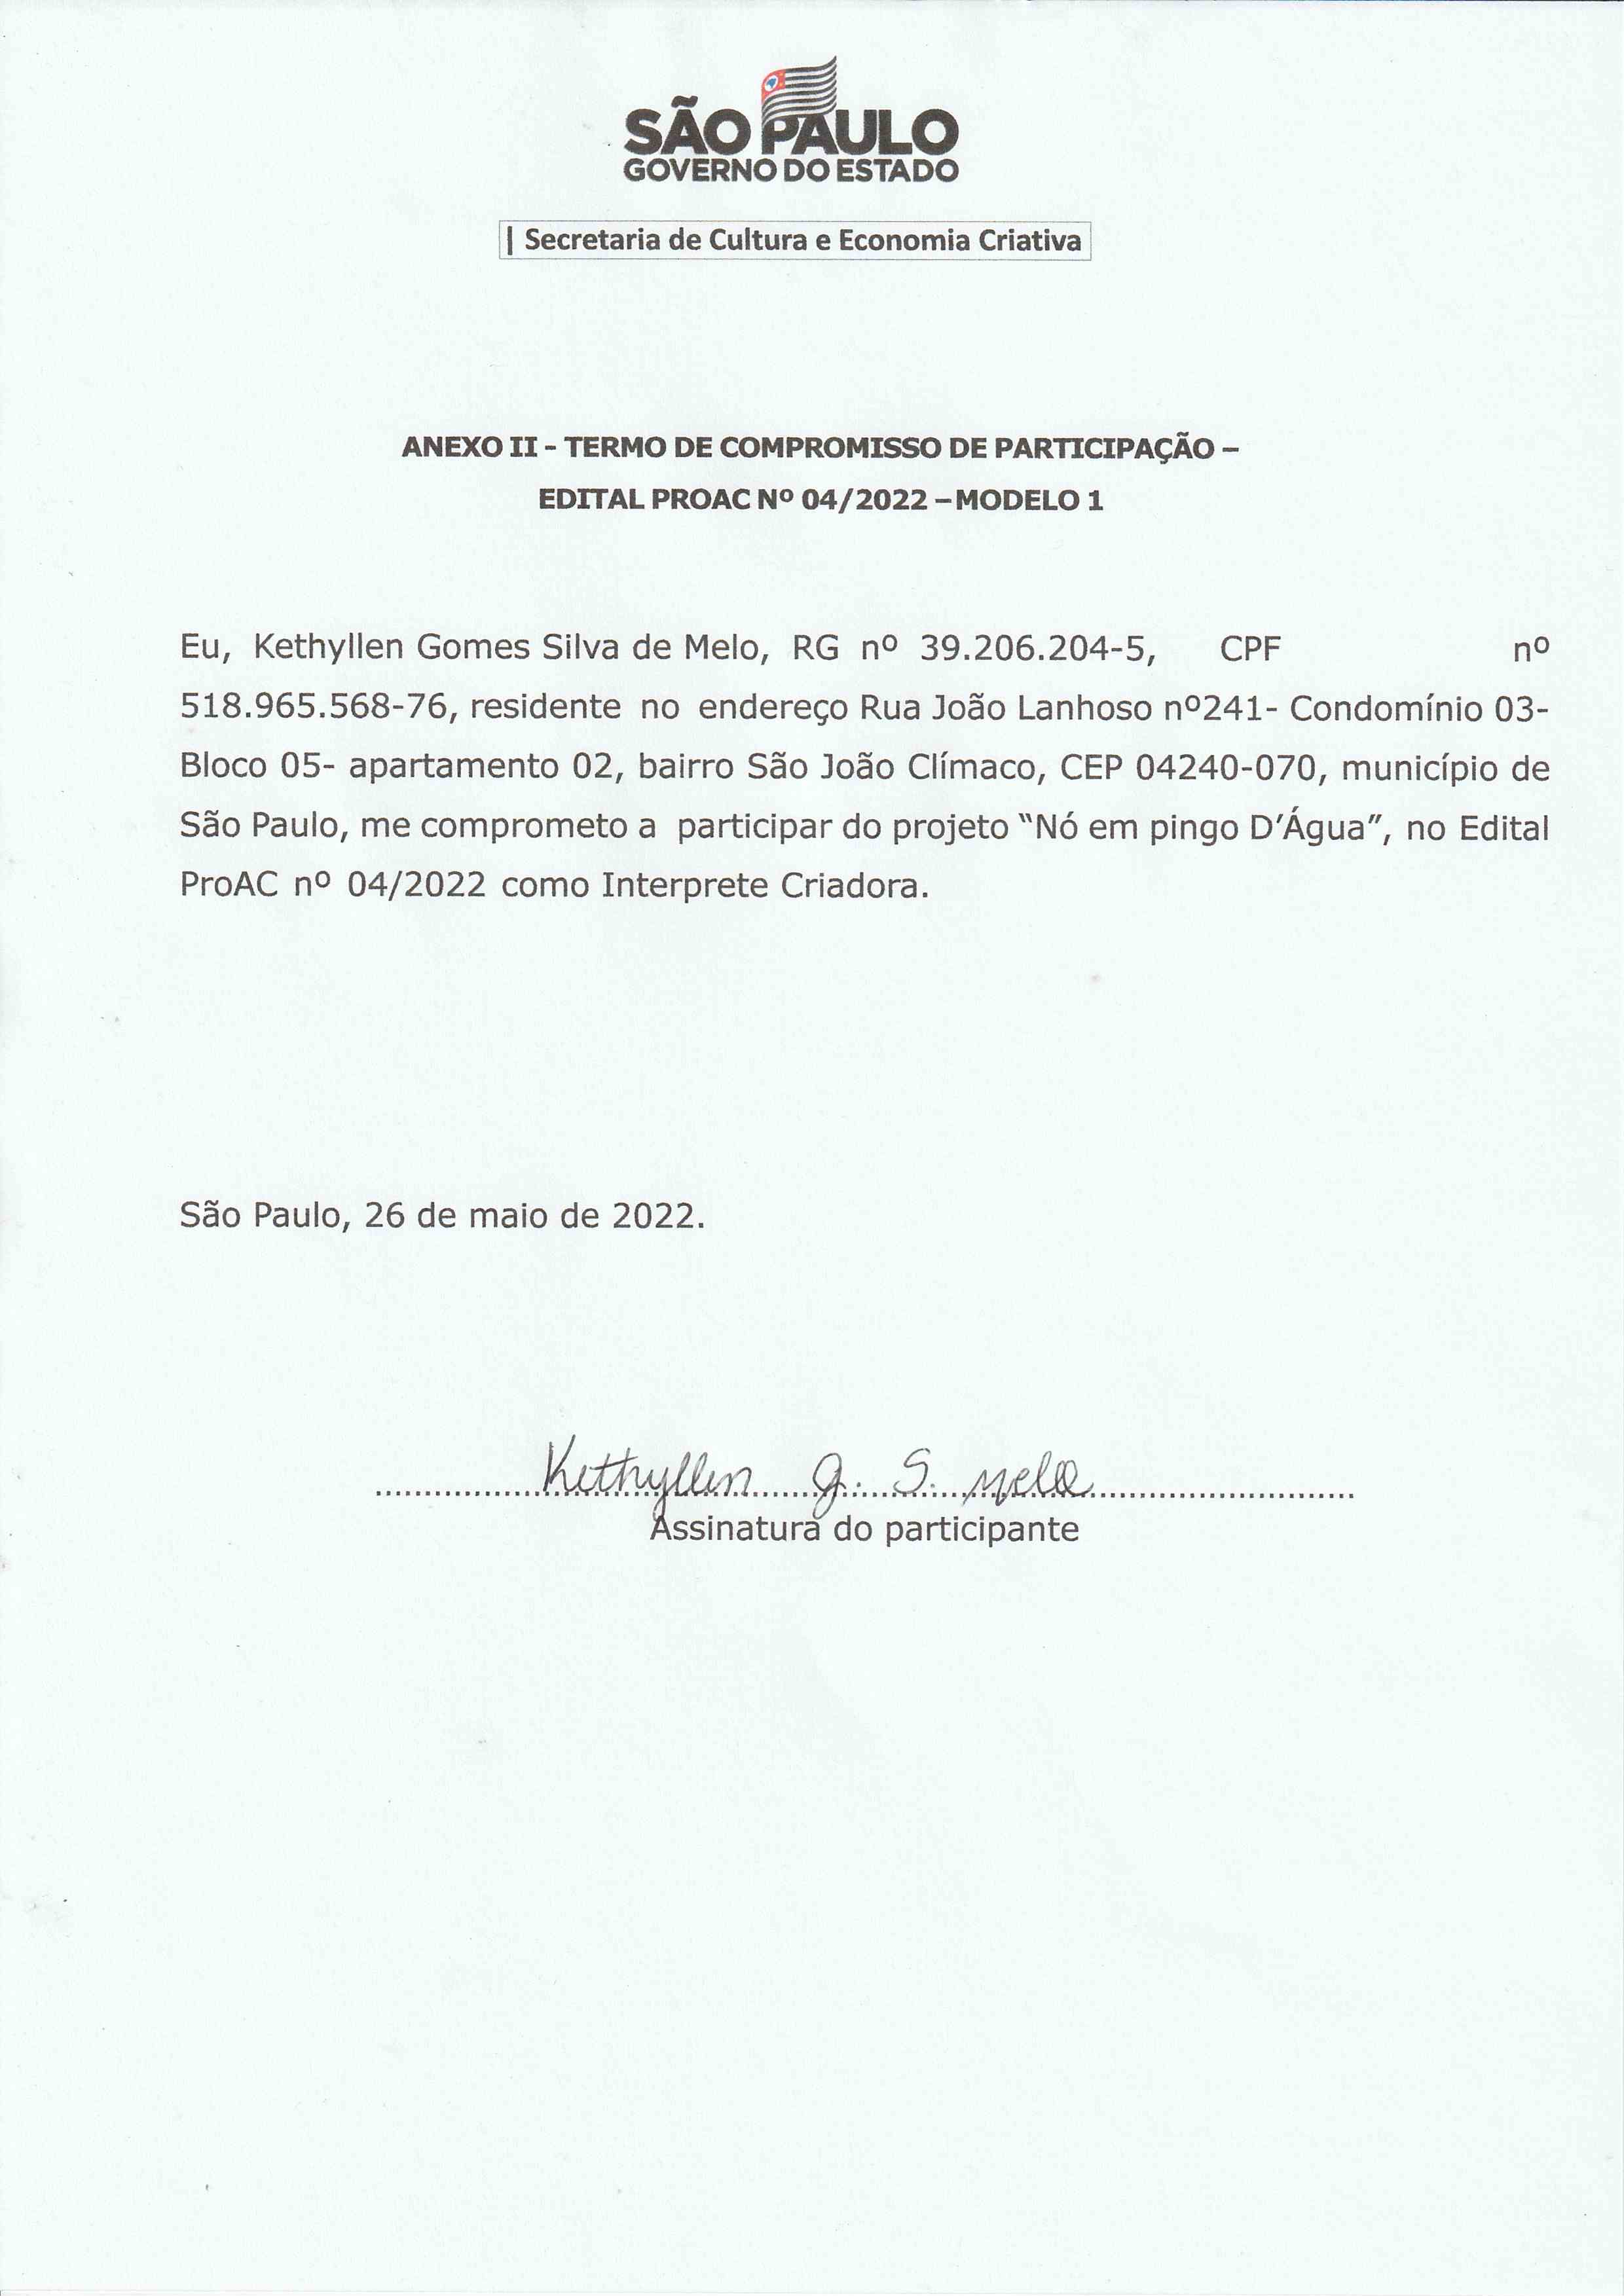 SÃO PAULO
GOVERNO DO ESTADO
| Secretaria de Cultura e Economia Criativa
ANEXO II - TERMO DE COMPROMISSO DE PARTICIPAÇÃO –
EDITAL PROAC Nº 04/2022 – MODELO 1
Eu, Kethyllen Gomes Silva de Melo, RG nº 39.206.204-5, CPF nº
518.965.568-76, residente no endereço Rua João Lanhoso nº241- Condomínio 03-
Bloco 05- apartamento 02, bairro São João Clímaco, CEP 04240-070, município de
São Paulo, me comprometo a participar do projeto “Nó em pingo D’Água”, no Edital
ProAC nº 04/2022 como Interprete Criadora.
São Paulo, 26 de maio de 2022.
Kethyllen G. S. Melo
Assinatura do participante